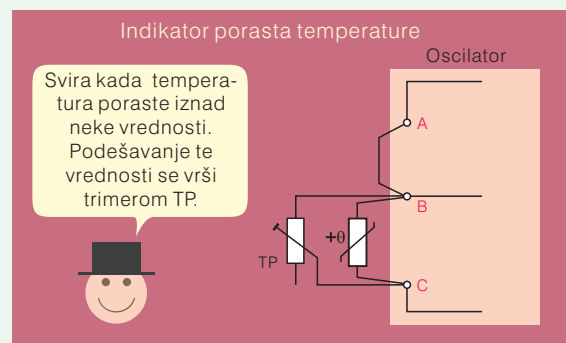 Indikator porasta temperature
Oscilator
Svira kada tempera-
tura poraste iznad
neke vrednosti.
Podešavanje te
vrednosti se vrši
trimerom TP.
A
B
+θ
TP
C